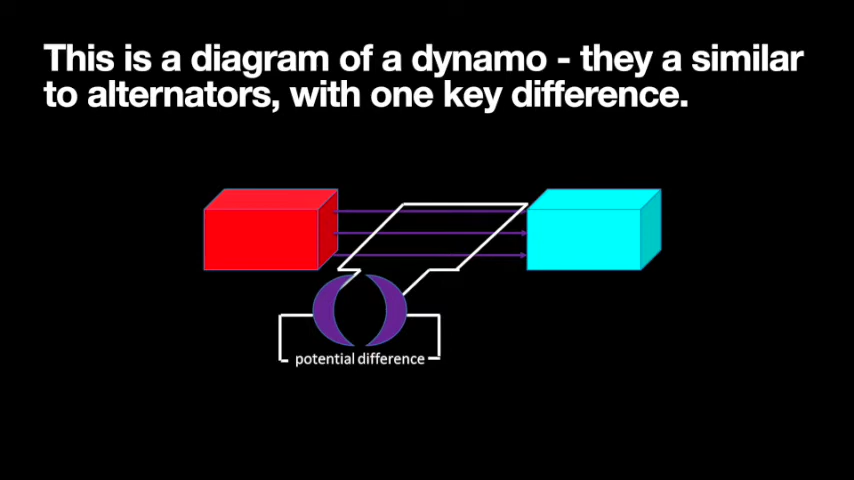 This is a diagram of a dynamo - they a similar
to alternators, with one key difference.
potential difference